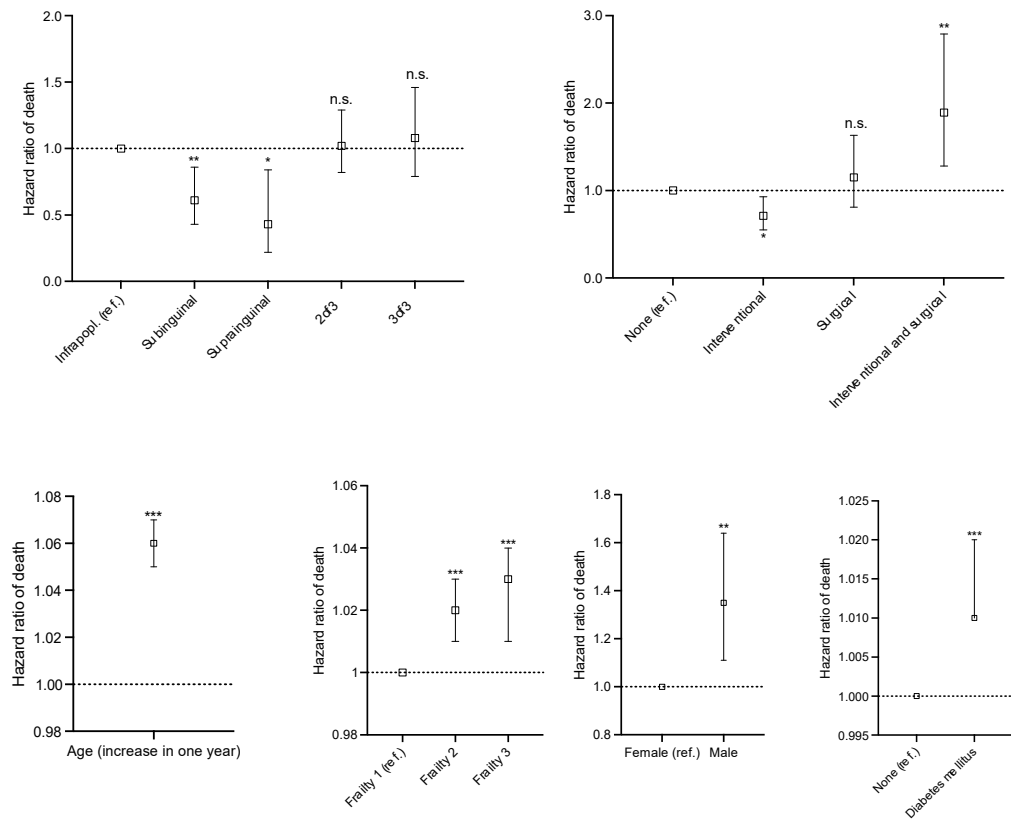 2.0
1.5
1.0
0.5
0.0
Hazard ratio of death
**
*
n.s.
n.s.
Infrapopl. (ref.)
Subinguinal
Suprainguinal
2of3
3of3
3.0
2.0
1.0
0.0
Hazard ratio of death
*
n.s.
**
None (ref.)
Interventional
Surgical
Interventional and surgical
1.08
1.06
1.04
1.02
1.00
0.98
Hazard ratio of death
***
Age (increase in one year)
1.06
1.04
1.02
1
0.98
Hazard ratio of death
***
***
Frailty 1 (ref.)
Frailty 2
Frailty 3
1.8
1.6
1.4
1.2
1.0
0.8
Hazard ratio of death
**
Female (ref.) Male
1.025
1.020
1.015
1.010
1.005
1.000
0.995
Hazard ratio of death
***
None (ref.)
Diabetes mellitus